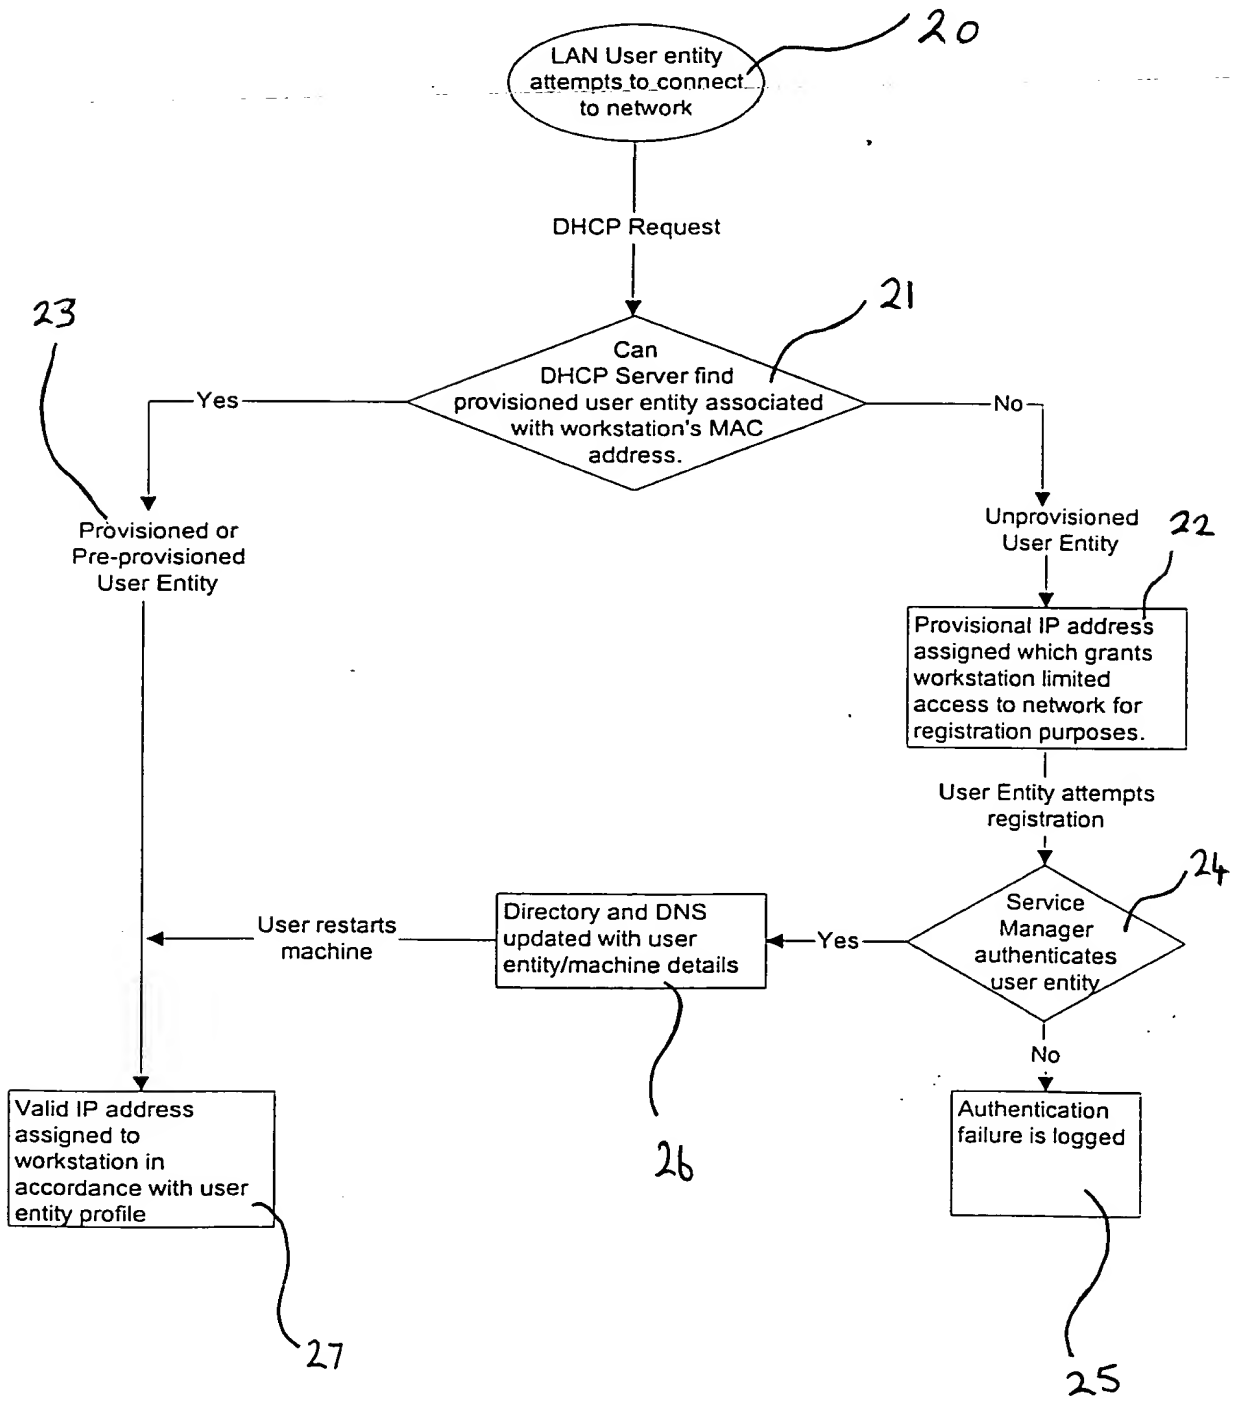 20
LAN User entity
attempts to connect
to network
DHCP Request
21
23
Can
DHCP Server find
provisioned user entity associated
with workstation's MAC
address.
Yes
No
Provisioned or
Pre-provisioned
User Entity
Unprovisioned
User Entity
22
Provisional IP address
assigned which grants
workstation limited
access to network for
registration purposes.
User Entity attempts
registration
24
Service
Manager
authenticates
user entity
Yes
Directory and DNS
updated with user
entity/machine details
User restarts
machine
26
No
Authentication
failure is logged
25
Valid IP address
assigned to
workstation in
accordance with user
entity profile
27